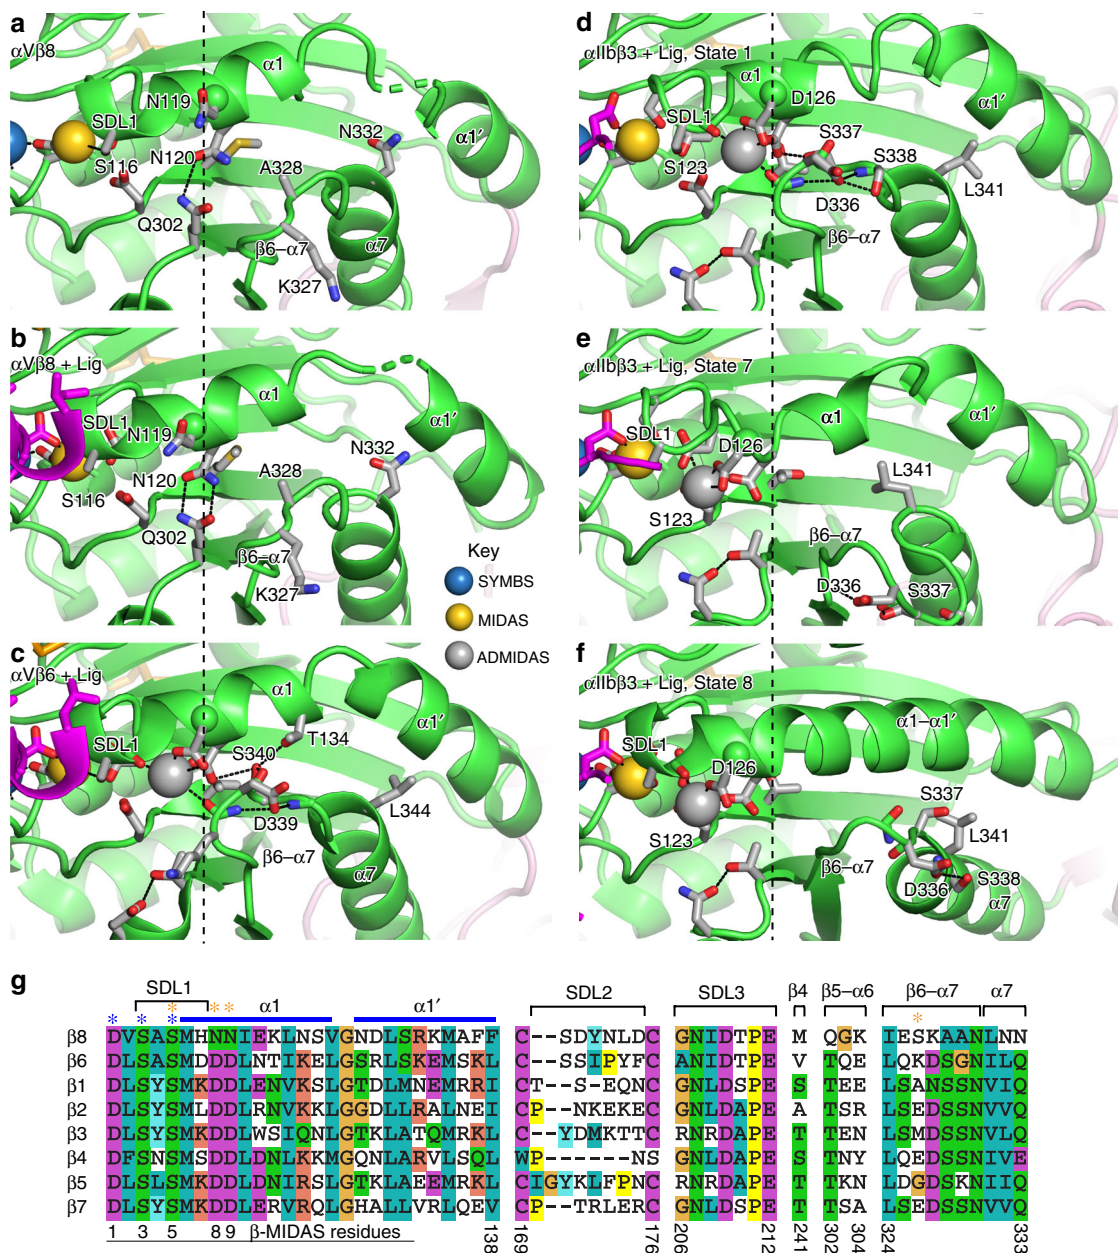 a
αVβ8
α1
N119
SDL1
S116
N120
A328
N332
α1′
Q302
β6–α7
α7
K327
b
αVβ8 + Lig
SDL1
N119
α1
α1′
S116
N120
A328
N332
Q302
β6–α7
K327
c
αVβ6 + Lig
SDL1
α1
α1′
S340
T134
D339
L344
β6–α7
α7
Key
SYMBS
MIDAS
ADMIDAS
d
αIIbβ3 + Lig, State 1
α1
α1′
SDL1
D126
S337
S338
S123
D336
L341
β6–α7
e
αIIbβ3 + Lig, State 7
α1
α1′
SDL1
D126
L341
S123
β6–α7
D336
S337
f
αIIbβ3 + Lig, State 8
α1–α1′
SDL1
D126
S337
S123
L341
β6–α7
D336
S338
α7
g
SDL1 α1 α1′ SDL2 SDL3 β4 β5–α6 β6–α7 α7
* * * * * *
β8 DVSASMHNNIEKLNSVGNDLSRKMAFF C--SDYNLDC GNIDTPE M QGK IESKAANLNN
β6 DLSASMDDDLNTIKELGSRLSKEMSKL C--SSIPYFC ANIDTPE V TQE LQKDSGNILQ
β1 DLSYSMKDDLENVKSLGTDLMNEMRRI CT--S-EQNC GNLDSPE S TEE LSANSSNVIQ
β2 DLSYSMLDDLRNVKKLGGDLLRALNEI CP--NKEKEC GNLDAPE A TSR LSEDSSNVVQ
β3 DLSYSMKDDLWSIQNLGTKLATQMRKL C--YDMKTTC RNRDAPE T TEN LSMDSSNVLQ
β4 DFSNSMSDDLDNLKKMGQNLARVLSQL WP------NS GNLDSPE S TNY LQEDSSNIVE
β5 DLSLSMKDDLDNIRSLGTKLAEEMRKL CIGYKLFPNC RNLDSPE T TKN LDGDSSNVLQ
β7 DLSYSMKDDLERVRQLGHALLVRLQEV CP--TRLERC GNLDSPE T TSA LSEDSSNVVQ
1 3 5 8 9 β-MIDAS residues 138 169 176 206 212 241 302 304 324 333